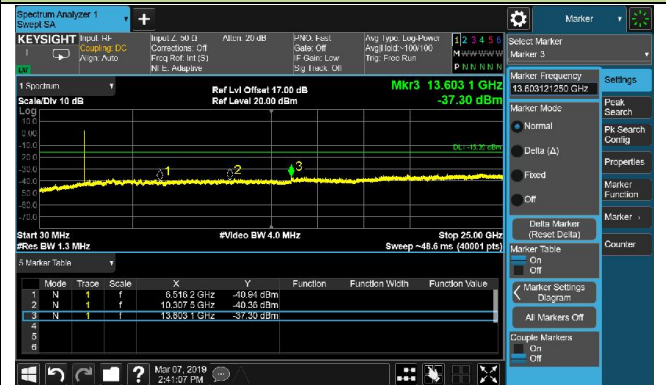 Spectrum Analyzer 1
Swept SA
Marker
KEYSIGHT Input: RF
Coupling: DC
Align: Auto
Input Z: 50 Ω
Corrections: Off
Freq Ref: Int (S)
NFE: Adaptive
Atten: 20 dB
PNO: Fast
Gate: Off
IF Gain: Low
Sig Track: Off
Avg Type: Log-Power
Avg|Hold:>100/100
Trig: Free Run
1 2 3 4 5 6
M W W W W W
P N N N N N
Select Marker
Marker 3
1 Spectrum
Scale/Div 10 dB
Ref Lvl Offset 17.00 dB
Ref Level 20.00 dBm
Mkr3 13.603 1 GHz
-37.30 dBm
Log
10.0
0.00
-10.0
-20.0
-30.0
-40.0
-50.0
-60.0
-70.0
1
2
3
Start 30 MHz
#Res BW 1.3 MHz
#Video BW 4.0 MHz
Stop 25.00 GHz
Sweep ~48.6 ms (40001 pts)
5 Marker Table
Mode Trace Scale X Y Function Function Width Function Value
1 N 1 f 6.516 2 GHz -40.94 dBm
2 N 1 f 10.307 5 GHz
3 N 1 f 13.603 1 GHz -37.30 dBm
4
5
6
Marker Frequency
13.603121250 GHz
Marker Mode
Normal
Delta (Δ)
Fixed
Off
Delta Marker
(Reset Delta)
Marker Table
On
Off
Marker Settings
Diagram
All Markers Off
Couple Markers
On
Off
Settings
Peak
Search
Pk Search
Config
Properties
Marker
Function
Marker→
Counter
Mar 07, 2019
2:41:07 PM